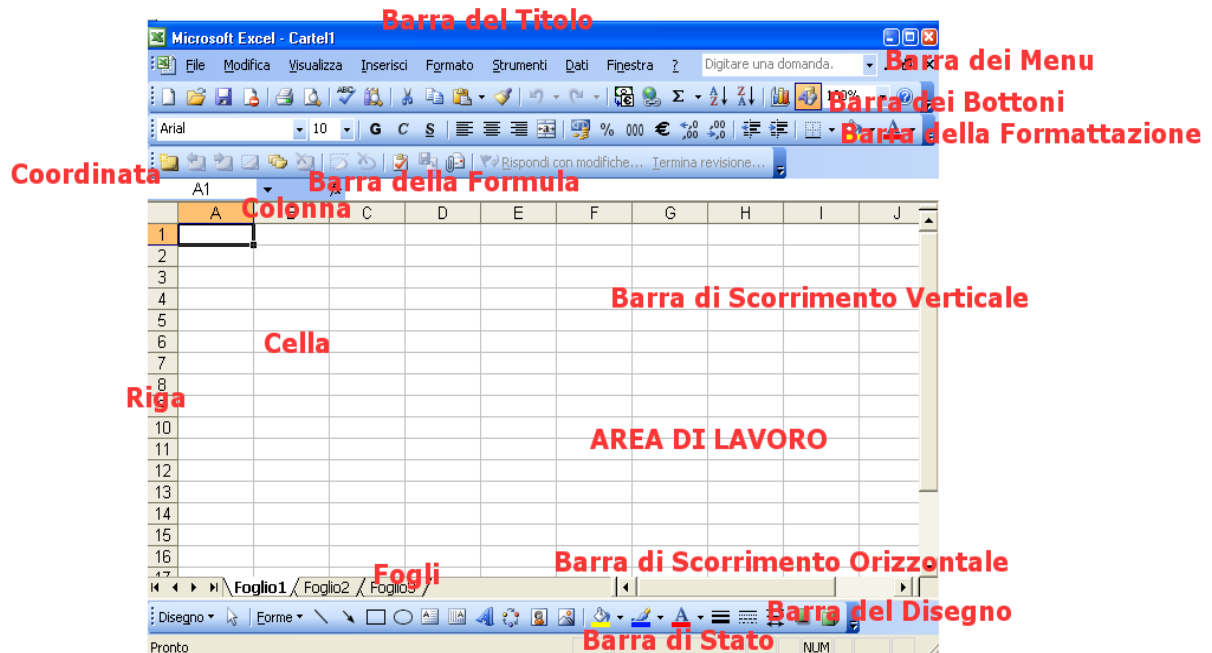 Barra del Titolo
Microsoft Excel - Cartel1
File Modifica Visualizza Inserisci Formato Strumenti Dati Finestra ? Digitare una domanda.
Barra dei Menu
100%
Barra dei Bottoni
Arial 10 G C S % 000 €
Barra della Formattazione
Rispondi con modifiche... Termina revisione...
Coordinata
Barra della Formula
A1
Colonna
A B C D E F G H I J
1
2
3
4
Barra di Scorrimento Verticale
5
6
Cella
7
8
Riga
9
10
AREA DI LAVORO
11
12
13
14
15
16
Barra di Scorrimento Orizzontale
17
Fogli
Foglio1 Foglio2 Foglio3
Disegno Forme
Barra del Disegno
Barra di Stato
Pronto NUM